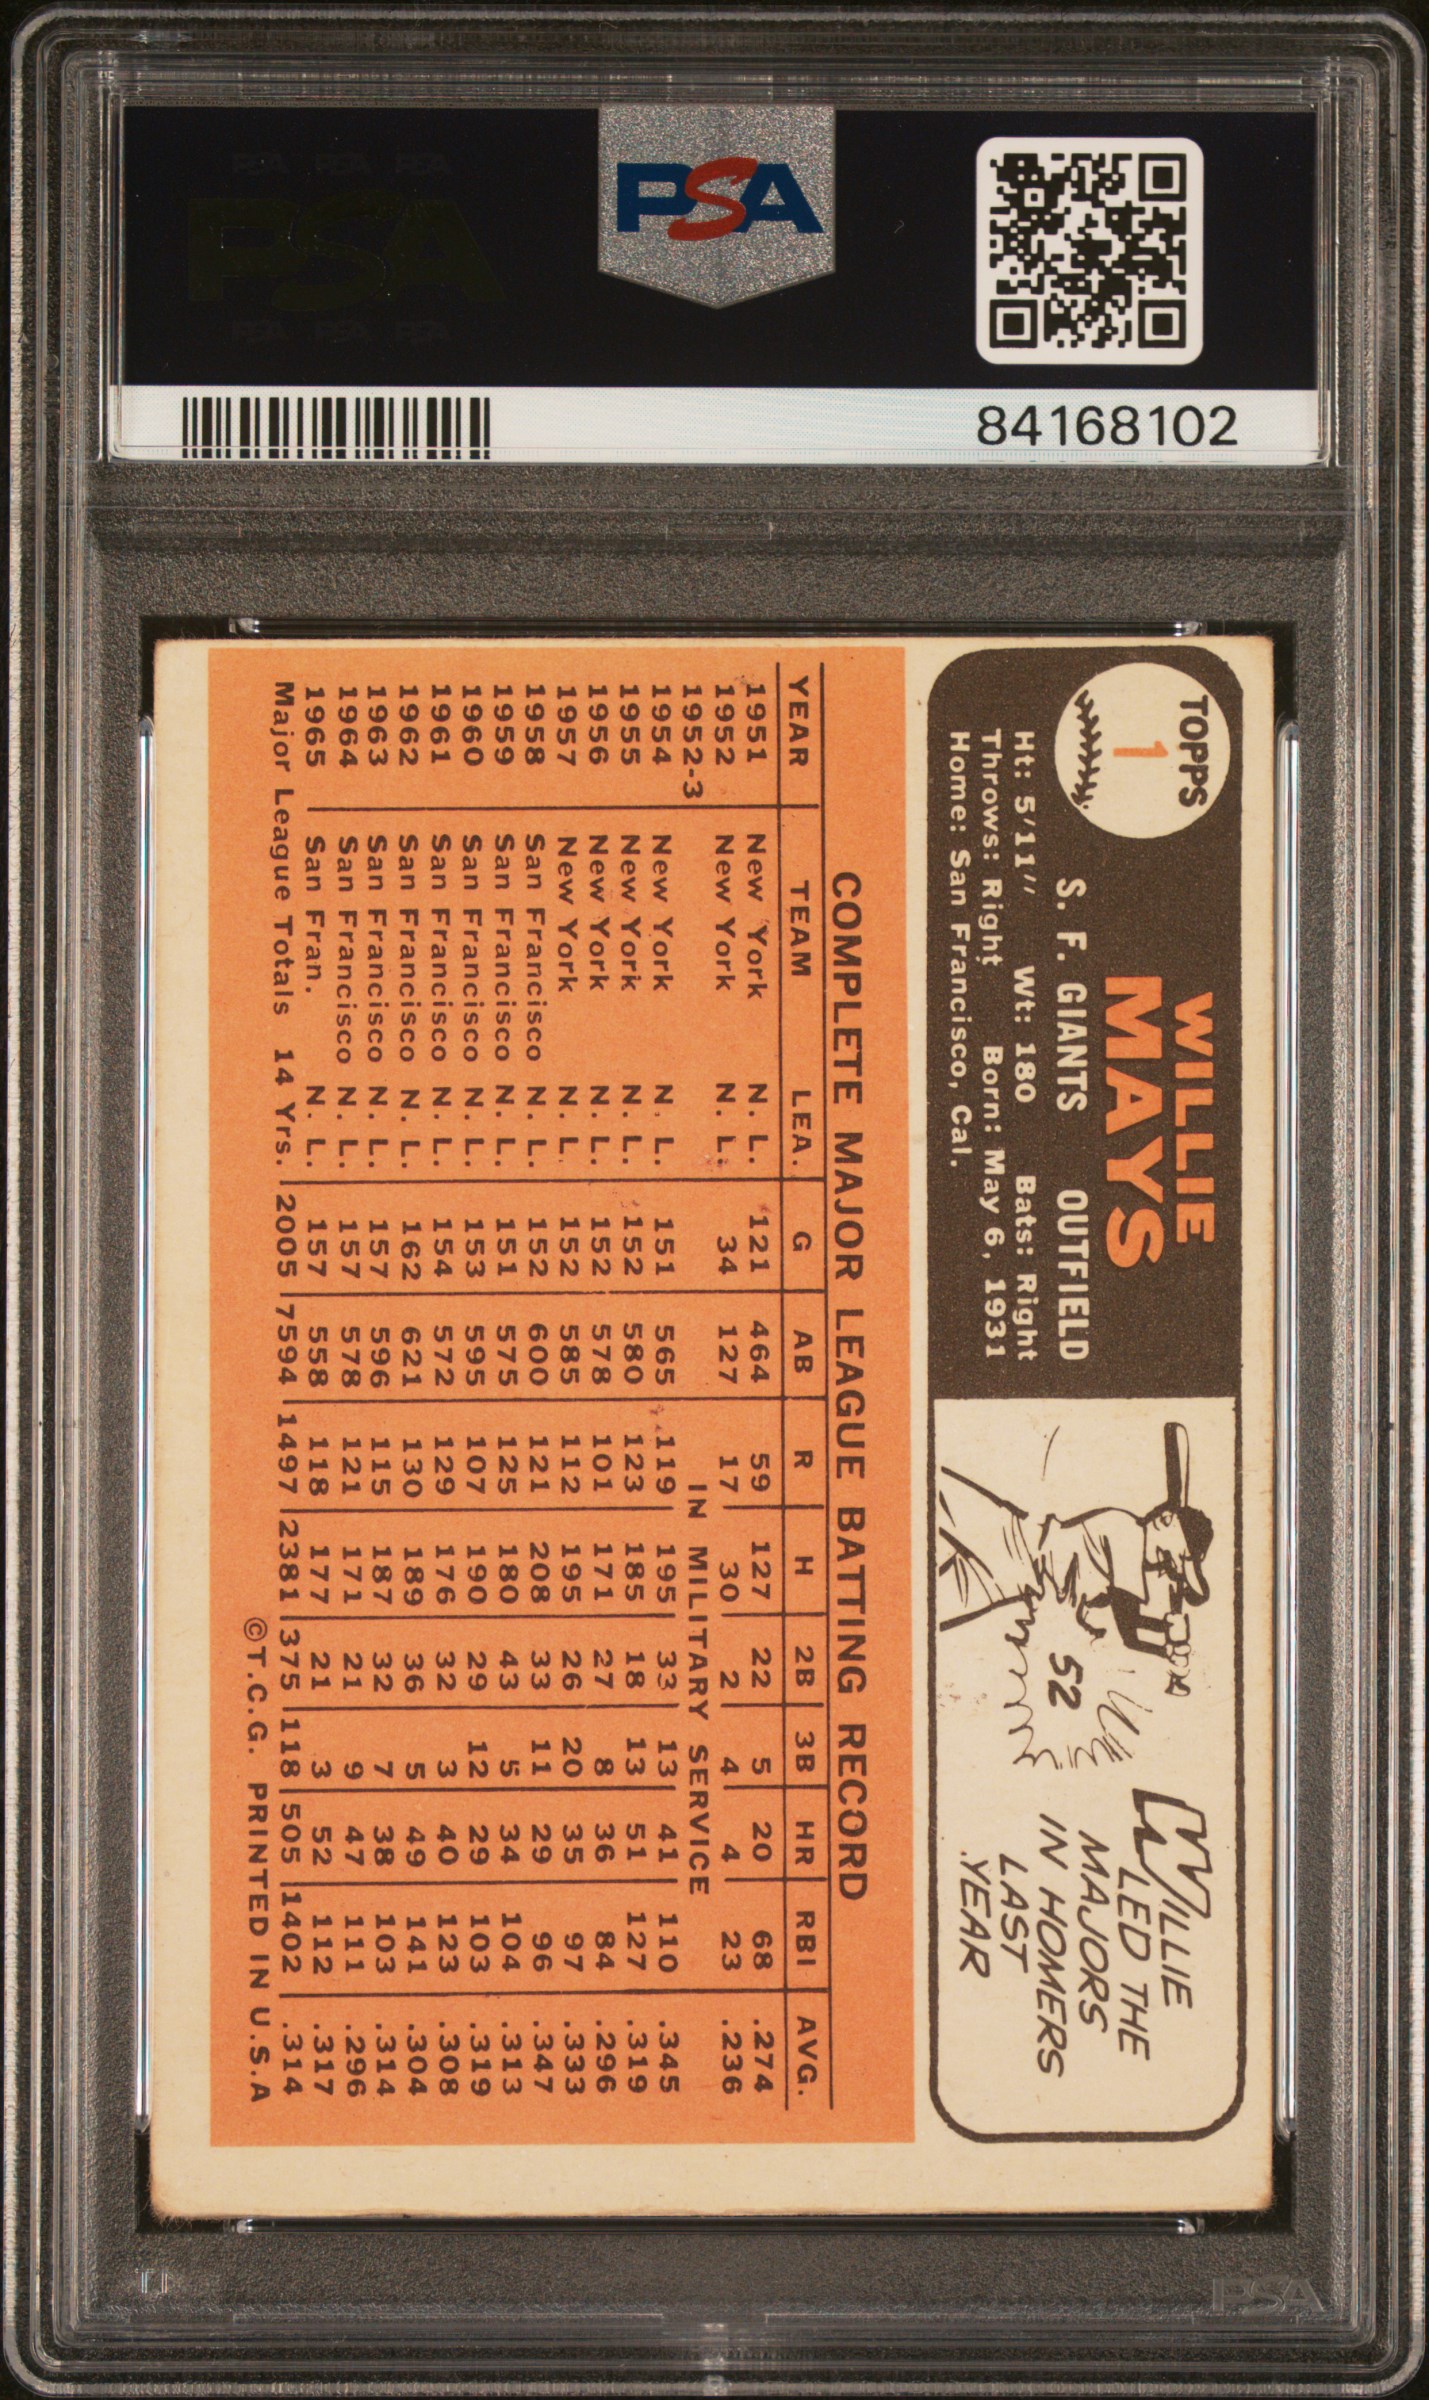 PSA
84168102
TOPPS
1
WILLIE
MAYS
S. F. GIANTS OUTFIELD
Ht: 5'11" Wt: 180 Bats: Right
Throws: Right Born: May 6, 1931
Home: San Francisco, Cal.
52
WILLIE
LED THE
MAJORS
IN HOMERS
LAST
YEAR
COMPLETE MAJOR LEAGUE BATTING RECORD
YEAR TEAM LEA. G AB R H 2B 3B HR RBI AVG.
1951 New York N. L. 121 464 59 127 22 5 20 68 .274
1952 New York N. L. 34 127 17 30 2 4 4 23 .236
1952-3 IN MILITARY SERVICE
1954 New York N. L. 151 565 119 195 33 13 41 110 .345
1955 New York N. L. 152 580 123 185 18 13 51 127 .319
1956 New York N. L. 152 578 101 171 27 8 36 84 .296
1957 New York N. L. 152 585 112 195 26 20 35 97 .333
1958 San Francisco N. L. 152 600 121 208 33 11 29 96 .347
1959 San Francisco N. L. 151 575 125 180 43 5 34 104 .313
1960 San Francisco N. L. 153 595 107 190 29 12 29 103 .319
1961 San Francisco N. L. 154 572 129 176 32 3 40 123 .308
1962 San Francisco N. L. 162 621 130 189 36 5 49 141 .304
1963 San Francisco N. L. 157 596 115 187 32 7 38 103 .314
1964 San Francisco N. L. 157 578 121 171 21 9 47 111 .296
1965 San Fran. N. L. 157 558 118 177 21 3 52 112 .317
Major League Totals 14 Yrs. 2005 7594 1497 2381 375 118 505 1402 .314
©T.C.G. PRINTED IN U.S.A
PSA